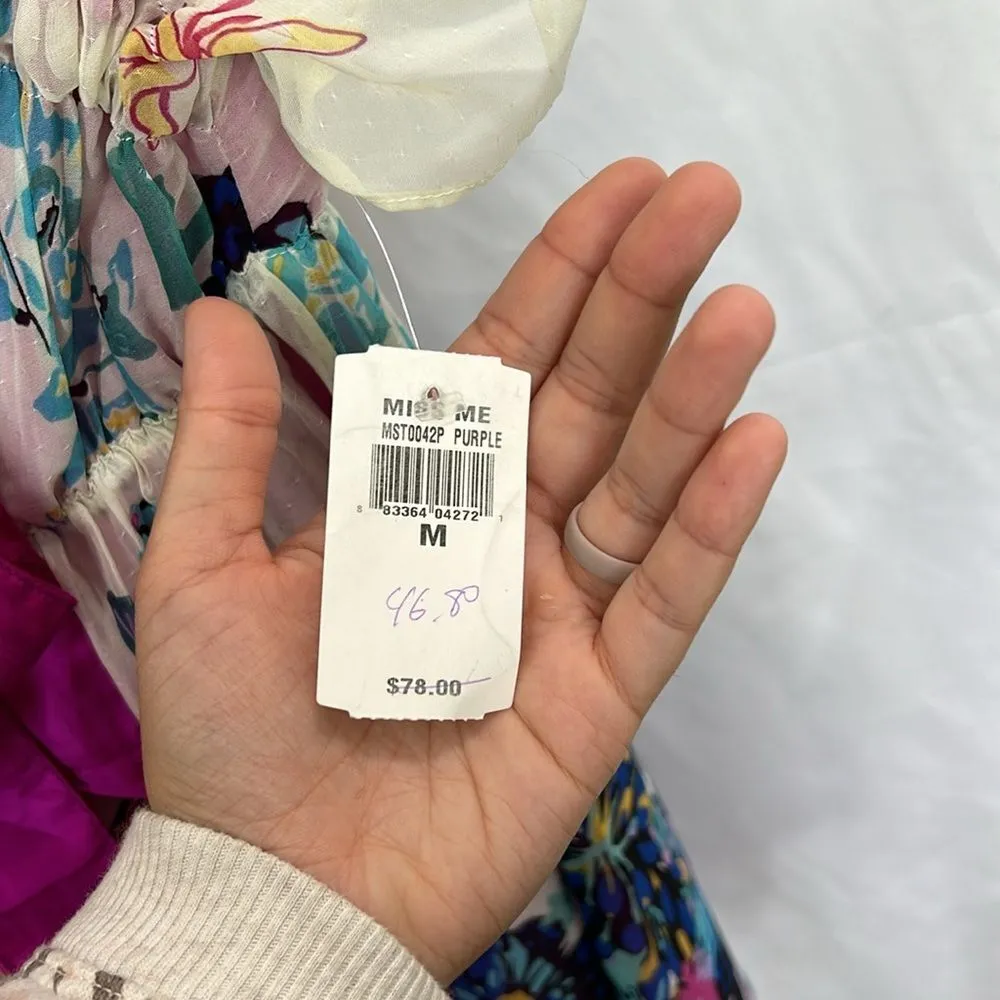 MISS ME
MST0042P PURPLE
8 83364 04272 1
M
46.80
$78.00